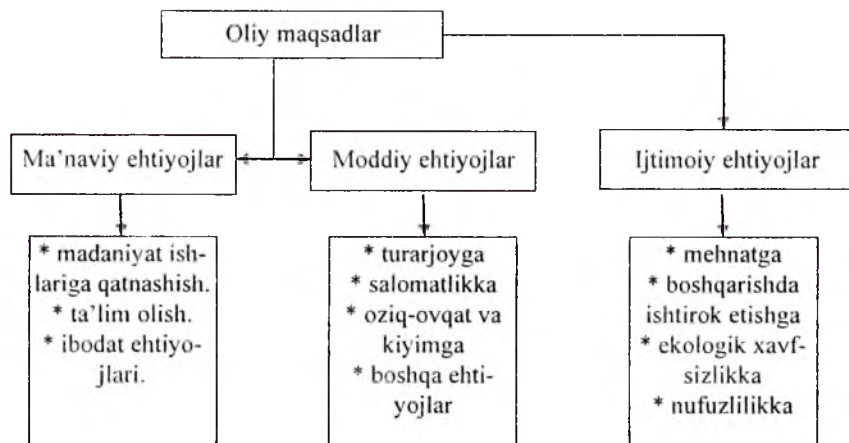 Oliy maqsadlar
Ma'naviy ehtiyojlar
Moddiy ehtiyojlar
Ijtimoiy ehtiyojlar
* madaniyat ish-
lariga qatnashish.
* ta'lim olish.
* ibodat ehtiyo-
jlari.
* turarjoyga
* salomatlikka
* oziq-ovqat va
kiyimga
* boshqa ehti-
yojlar
* mehnatga
* boshqarishda
ishtirok etishga
* ekologik xavf-
sizlikka
* nufuzlilikka